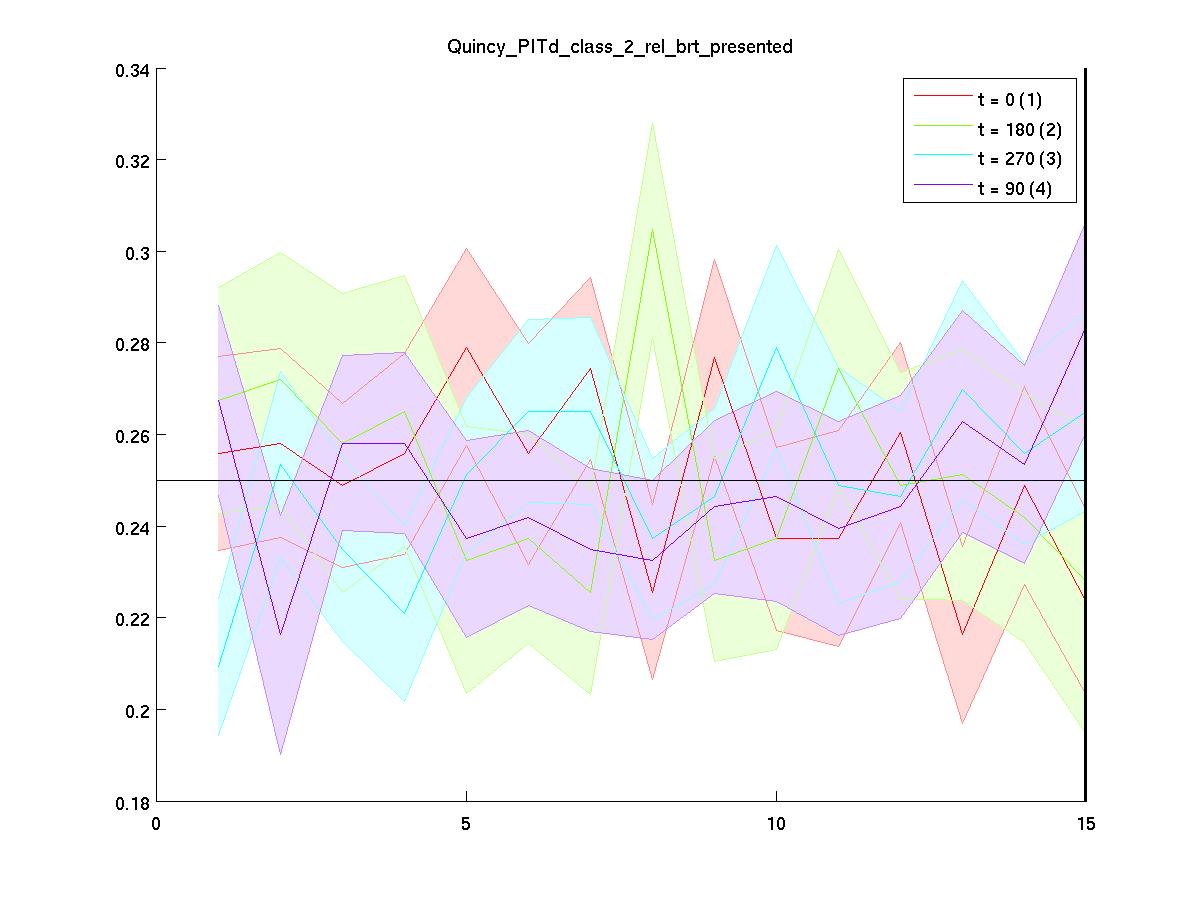 Quincy_PITd_class_2_rel_brt_presented
0.34
0.32
0.3
0.28
0.26
0.24
0.22
0.2
0.18
0
5
10
15
t = 0 (1)
t = 180 (2)
t = 270 (3)
t = 90 (4)